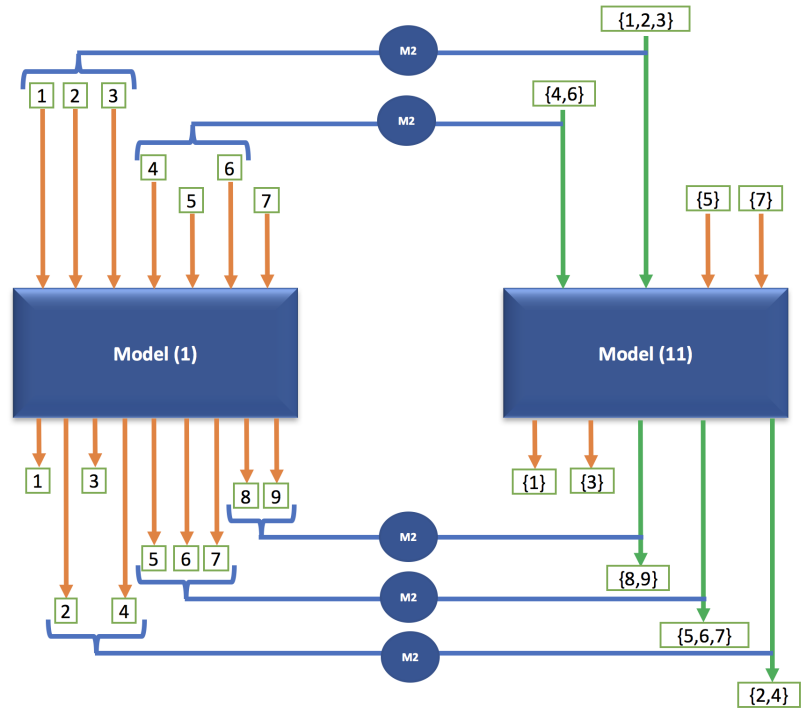 {1,2,3}
M2
1 2 3
{4,6}
M2
4 6
5 7
{5} {7}
Model (1)
Model (11)
1 3
{1} {3}
8 9
M2
5 6 7
{8,9}
M2
2 4
{5,6,7}
M2
{2,4}